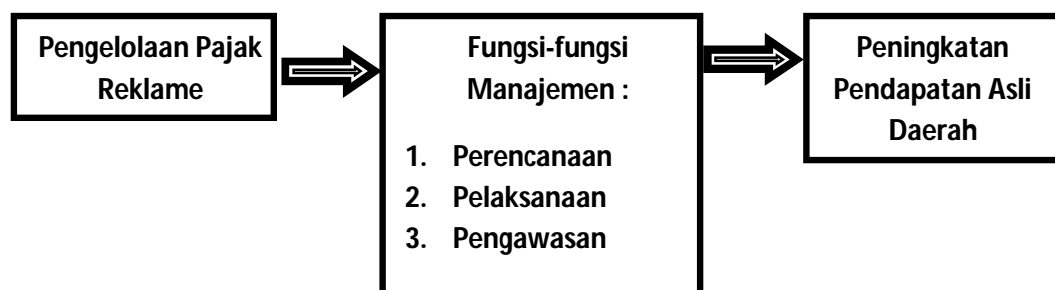 Pengelolaan Pajak
Reklame
Fungsi-fungsi
Manajemen :
1. Perencanaan
2. Pelaksanaan
3. Pengawasan
Peningkatan
Pendapatan Asli
Daerah